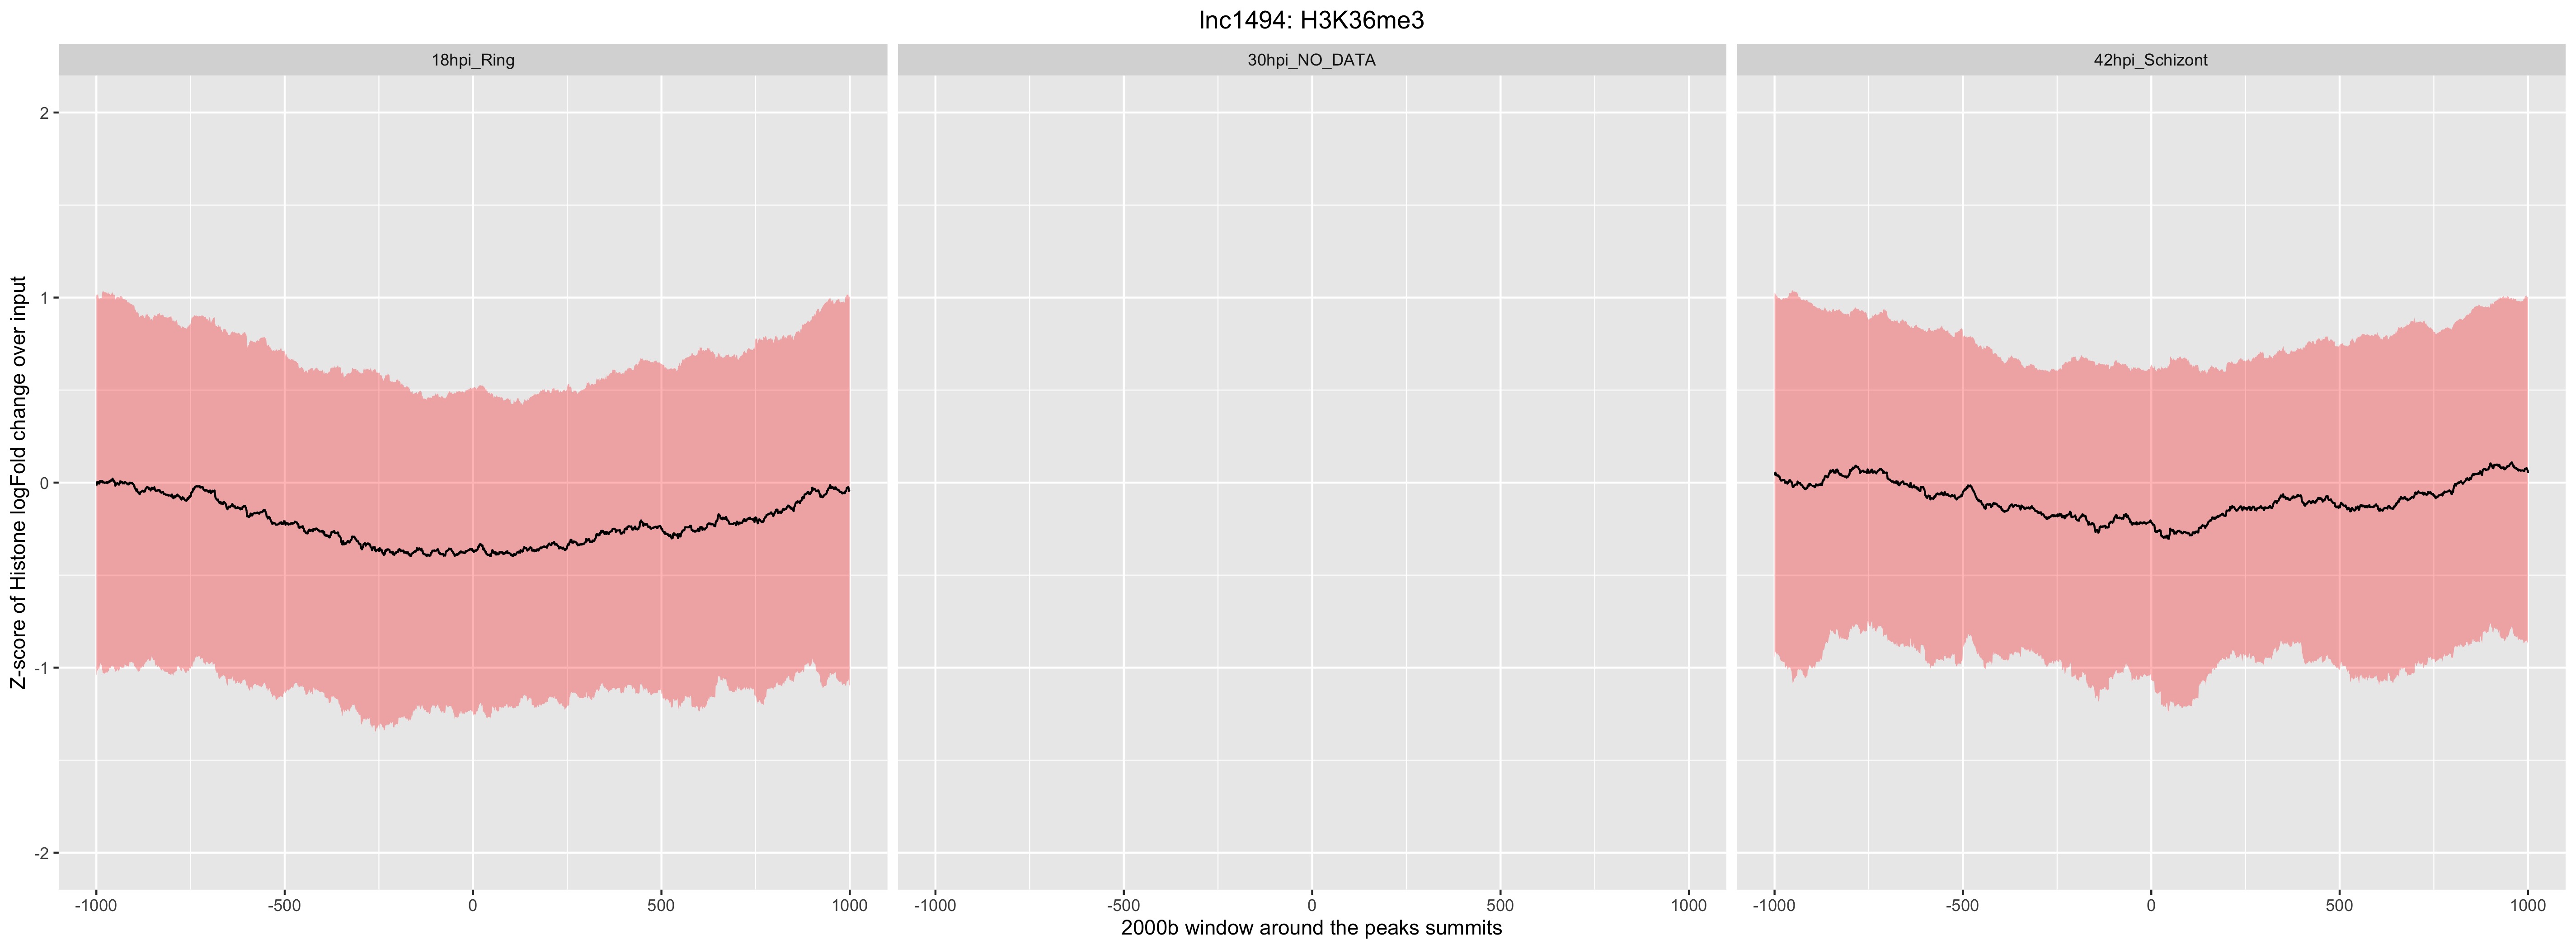 lnc1494: H3K36me3
18hpi_Ring
30hpi_NO_DATA
42hpi_Schizont
Z-score of Histone logFold change over input
2
1
0
-1
-2
-1000 -500 0 500 1000
-1000 -500 0 500 1000
-1000 -500 0 500 1000
2000b window around the peaks summits